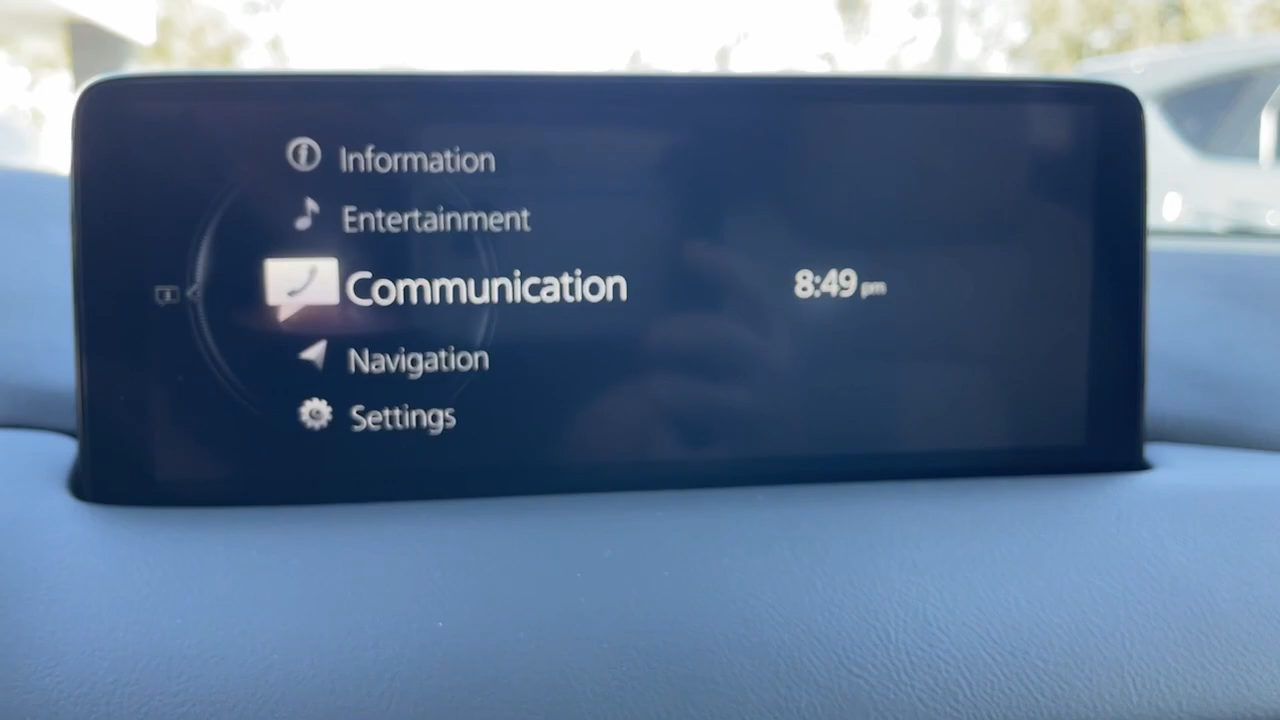 Information
Entertainment
Communication
8:49 pm
Navigation
Settings